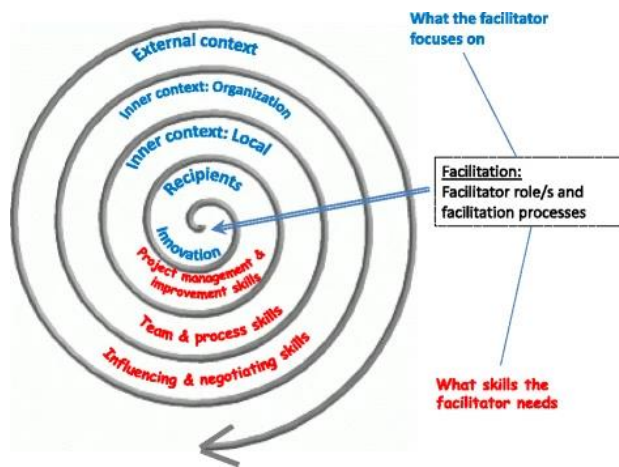 External context
Inner context: Organization
Inner context: Local
Recipients
Innovation
Project management &
improvement skills
Team & process skills
Influencing & negotiating skills
What the facilitator
focuses on
Facilitation:
Facilitator role/s and
facilitation processes
What skills the
facilitator needs